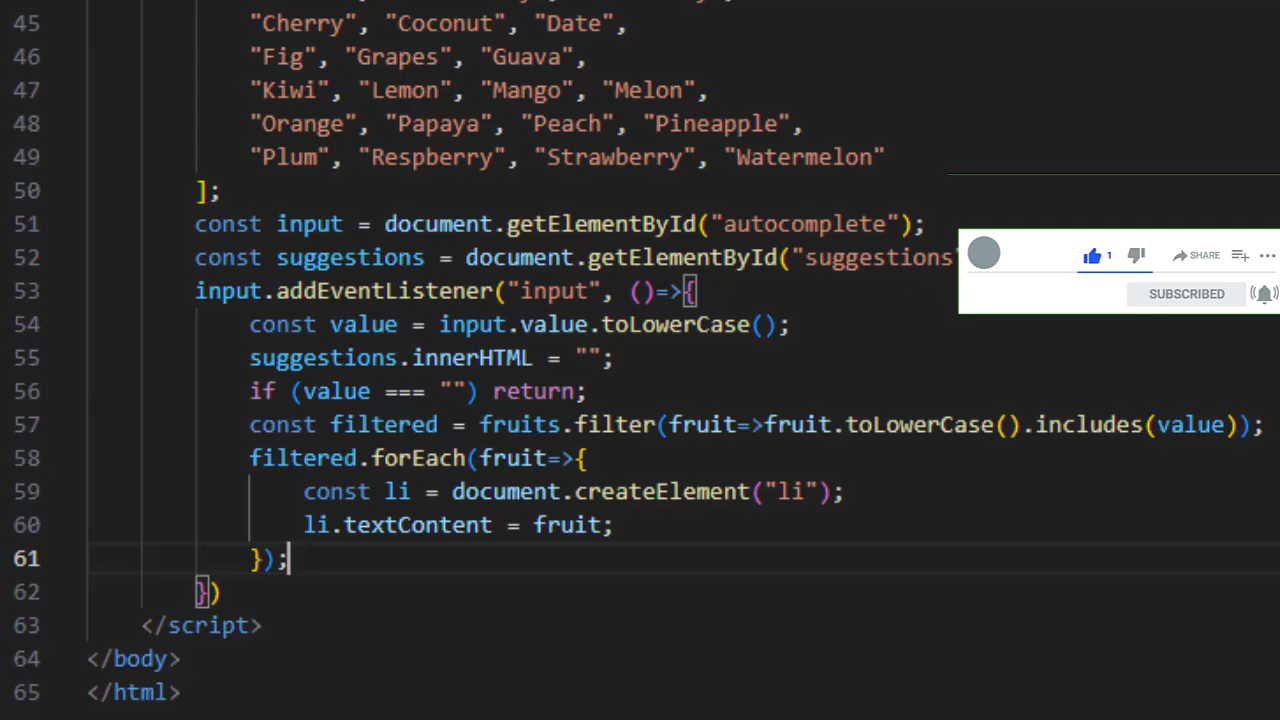 45 "Cherry", "Coconut", "Date",
46 "Fig", "Grapes", "Guava",
47 "Kiwi", "Lemon", "Mango", "Melon",
48 "Orange", "Papaya", "Peach", "Pineapple",
49 "Plum", "Respberry", "Strawberry", "Watermelon"
50 ];
51 const input = document.getElementById("autocomplete");
52 const suggestions = document.getElementById("suggestions"
53 input.addEventListener("input", ()=>{
54 const value = input.value.toLowerCase();
55 suggestions.innerHTML = "";
56 if (value === "") return;
57 const filtered = fruits.filter(fruit=>fruit.toLowerCase().includes(value));
58 filtered.forEach(fruit=>{
59 const li = document.createElement("li");
60 li.textContent = fruit;
61 });
62 })
63 </script>
64 </body>
65 </html>
1 SHARE
SUBSCRIBED